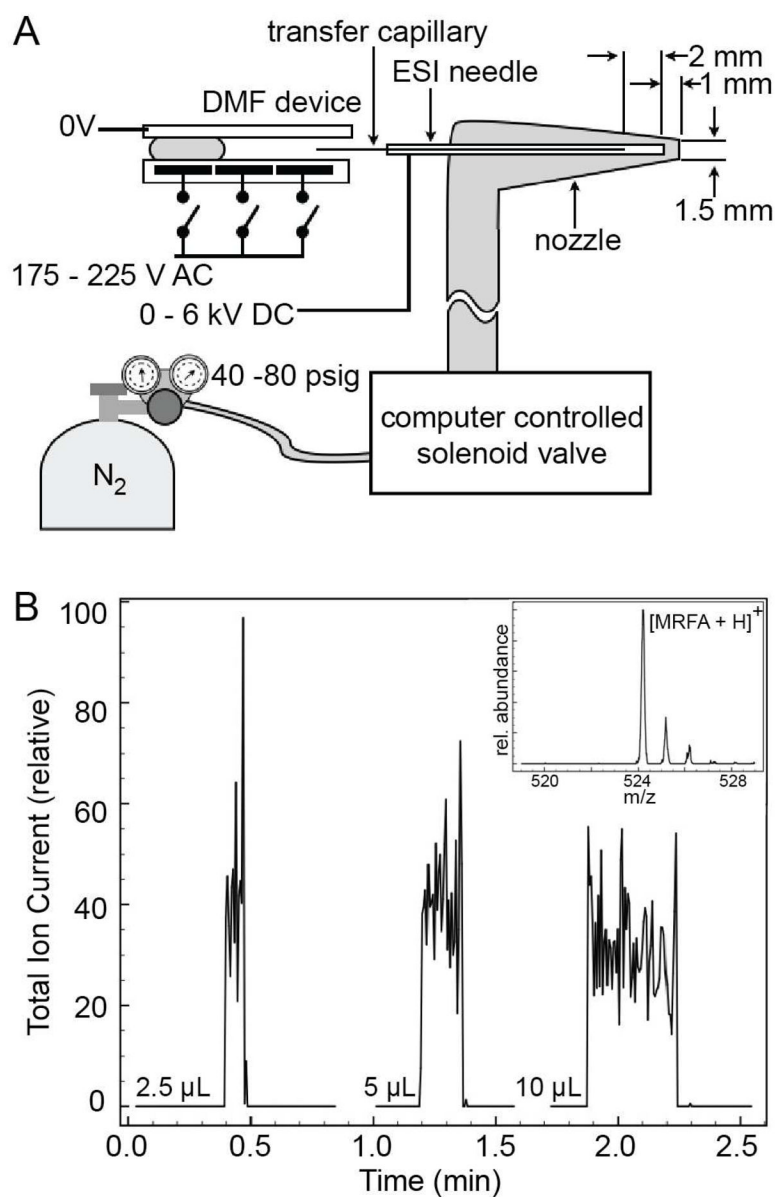 A
transfer capillary
ESI needle
2 mm
1 mm
DMF device
0V
1.5 mm
nozzle
175 - 225 V AC
0 - 6 kV DC
40 -80 psig
computer controlled
solenoid valve
N2
B
100
80
60
40
20
0
Total Ion Current (relative)
[MRFA + H]+
rel. abundance
520
524
528
m/z
2.5 µL
5 µL
10 µL
0.0
0.5
1.0
1.5
2.0
2.5
Time (min)